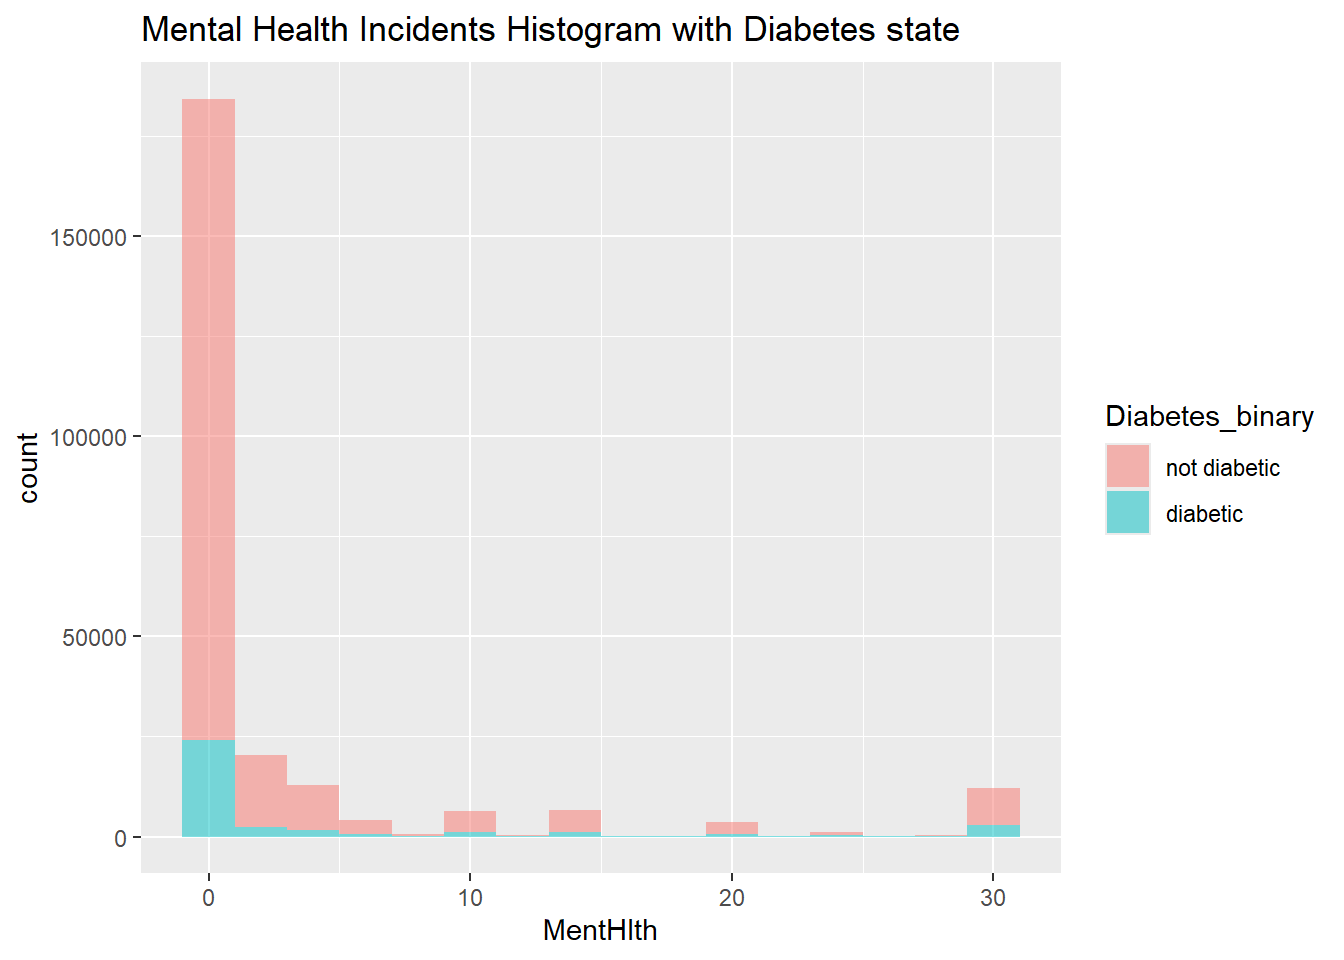 Mental Health Incidents Histogram with Diabetes state
150000
100000
50000
0
count
0 10 20 30
MentHlth
Diabetes_binary
not diabetic
diabetic